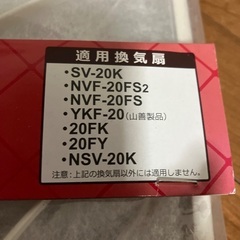 適用換気扇
・SV-20K
・NVF-20FS2
・NVF-20FS
・YKF-20(山善製品)
・20FK
・20FY
・NSV-20K
注意:上記の換気扇以外には適用しません。